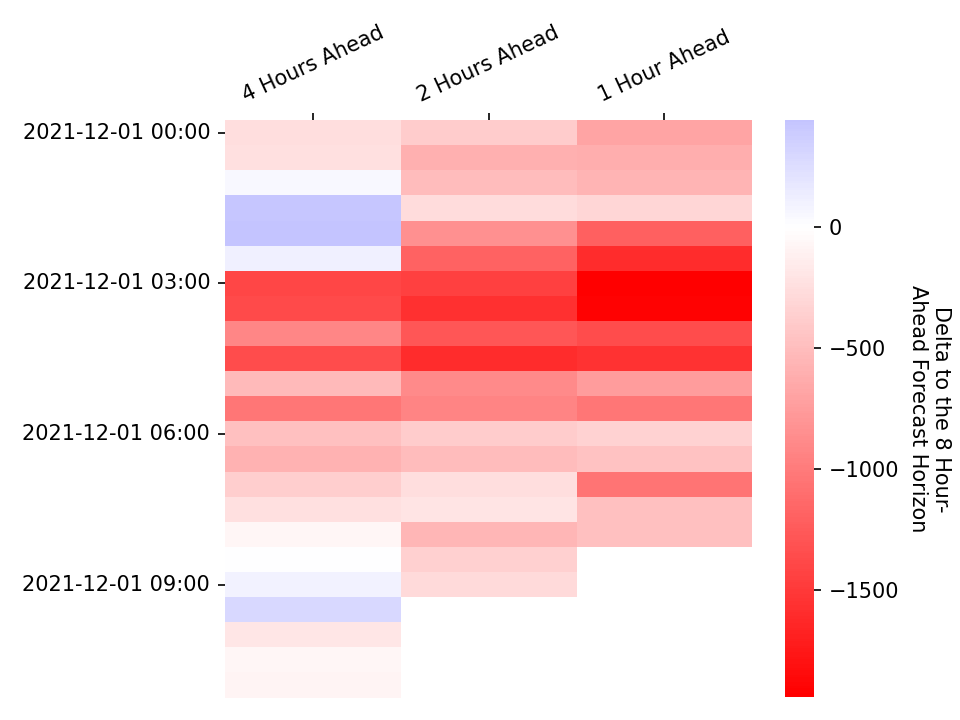 4 Hours Ahead
2 Hours Ahead
1 Hour Ahead
2021-12-01 00:00
2021-12-01 03:00
2021-12-01 06:00
2021-12-01 09:00
0
−500
−1000
−1500
Delta to the 8 Hour-
Ahead Forecast Horizon